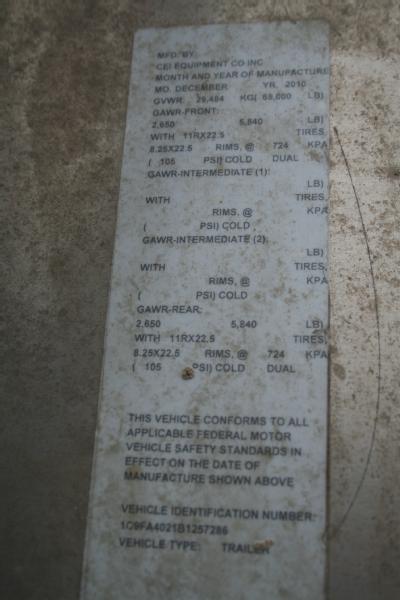 MFD. BY
CEI EQUIPMENT CO INC
MONTH AND YEAR OF MANUFACTURE
MO. DECEMBER YR. 2010
GVWR 29,484 KG( 65,000 LB)
GAWR-FRONT:
2,650 5,840 LB)
WITH 11RX22.5 TIRES,
8.25X22.5 RIMS, @ 724 KPA
( 105 PSI) COLD DUAL
GAWR-INTERMEDIATE (1):
LB)
WITH TIRES,
RIMS, @ KPA
( PSI) COLD
GAWR-INTERMEDIATE (2):
LB)
WITH TIRES,
RIMS, @ KPA
( PSI) COLD
GAWR-REAR:
2,650 5,840 LB)
WITH 11RX22.5 TIRES,
8.25X22.5 RIMS, @ 724 KPA
( 105 PSI) COLD DUAL
THIS VEHICLE CONFORMS TO ALL
APPLICABLE FEDERAL MOTOR
VEHICLE SAFETY STANDARDS IN
EFFECT ON THE DATE OF
MANUFACTURE SHOWN ABOVE
VEHICLE IDENTIFICATION NUMBER:
1C9FA4021B1257286
VEHICLE TYPE: TRAILER